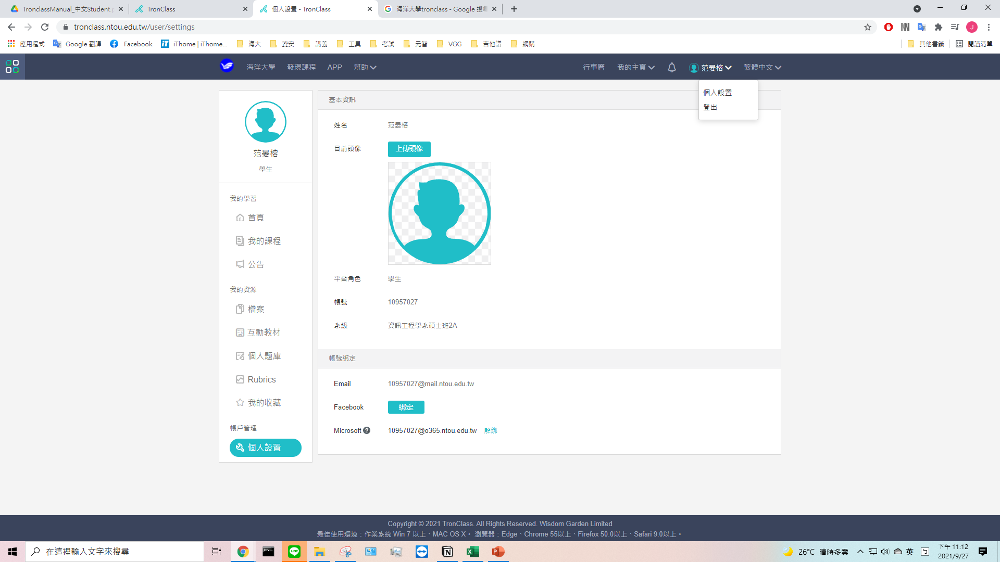 TronclassManual_中文Student.p
TronClass
個人設置 - TronClass
海洋大學tronclass - Google 搜尋
tronclass.ntou.edu.tw/user/settings
應用程式
Google 翻譯
Facebook
iThome | iThome...
海大
資安
講義
工具
考試
元智
VGG
吉他譜
網購
其他書籤
閱讀清單
海洋大學
發現課程
APP
幫助
行事曆
我的主頁
范晏榕
繁體中文
個人設置
登出
范晏榕
學生
我的學習
首頁
我的課程
公告
我的資源
檔案
互動教材
個人題庫
Rubrics
我的收藏
帳戶管理
個人設置
基本資訊
姓名 范晏榕
目前頭像 上傳頭像
平台角色 學生
帳號 10957027
系級 資訊工程學系碩士班2A
帳號綁定
Email 10957027@mail.ntou.edu.tw
Facebook 綁定
Microsoft 10957027@o365.ntou.edu.tw 解綁
Copyright © 2021 TronClass. All Rights Reserved. Wisdom Garden Limited
最佳使用環境：作業系統 Win 7 以上、MAC OS X。 瀏覽器：Edge、Chrome 55以上、Firefox 50.0以上、Safari 9.0以上。
在這裡輸入文字來搜尋
26°C 晴時多雲
英
下午 11:12
2021/9/27